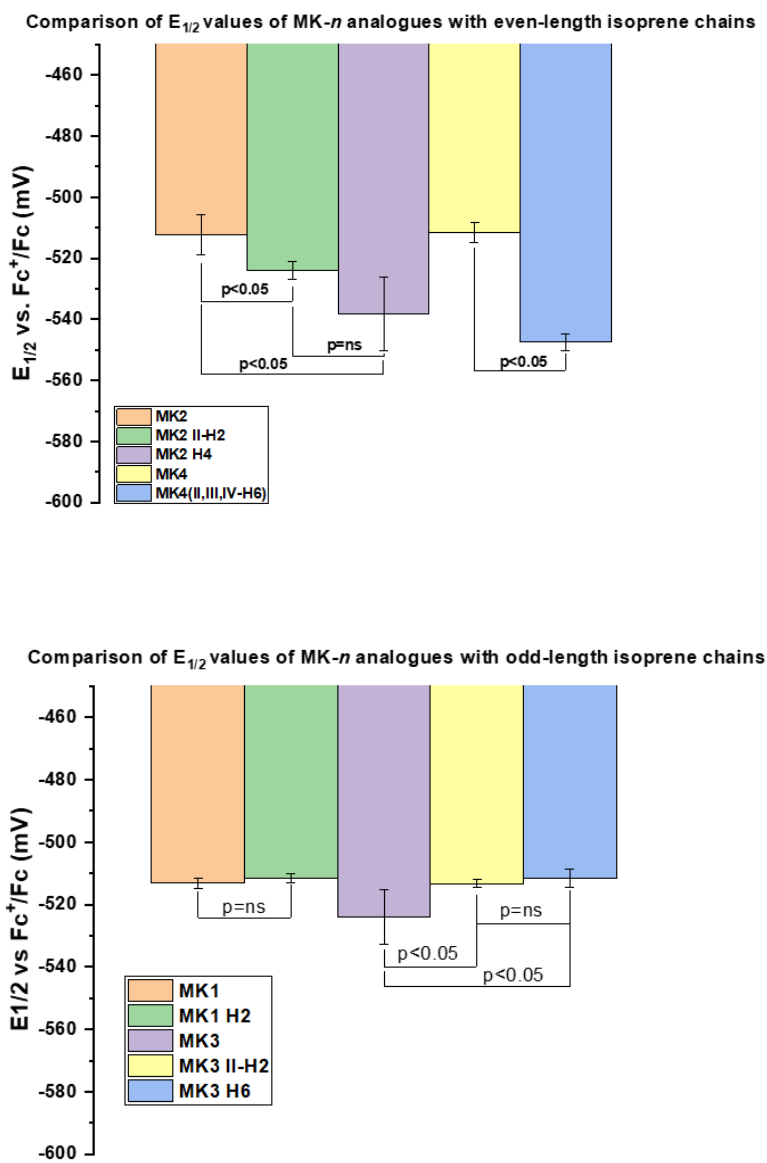 Comparison of E1/2 values of MK-n analogues with even-length isoprene chains
-460
-480
-500
-520
-540
-560
-580
-600
E1/2 vs. Fc+/Fc (mV)
p<0.05
p=ns
p<0.05
p<0.05
MK2
MK2 II-H2
MK2 H4
MK4
MK4(II,III,IV-H6)
Comparison of E1/2 values of MK-n analogues with odd-length isoprene chains
-460
-480
-500
-520
-540
-560
-580
-600
E1/2 vs Fc+/Fc (mV)
p=ns
p=ns
p<0.05
p<0.05
MK1
MK1 H2
MK3
MK3 II-H2
MK3 H6